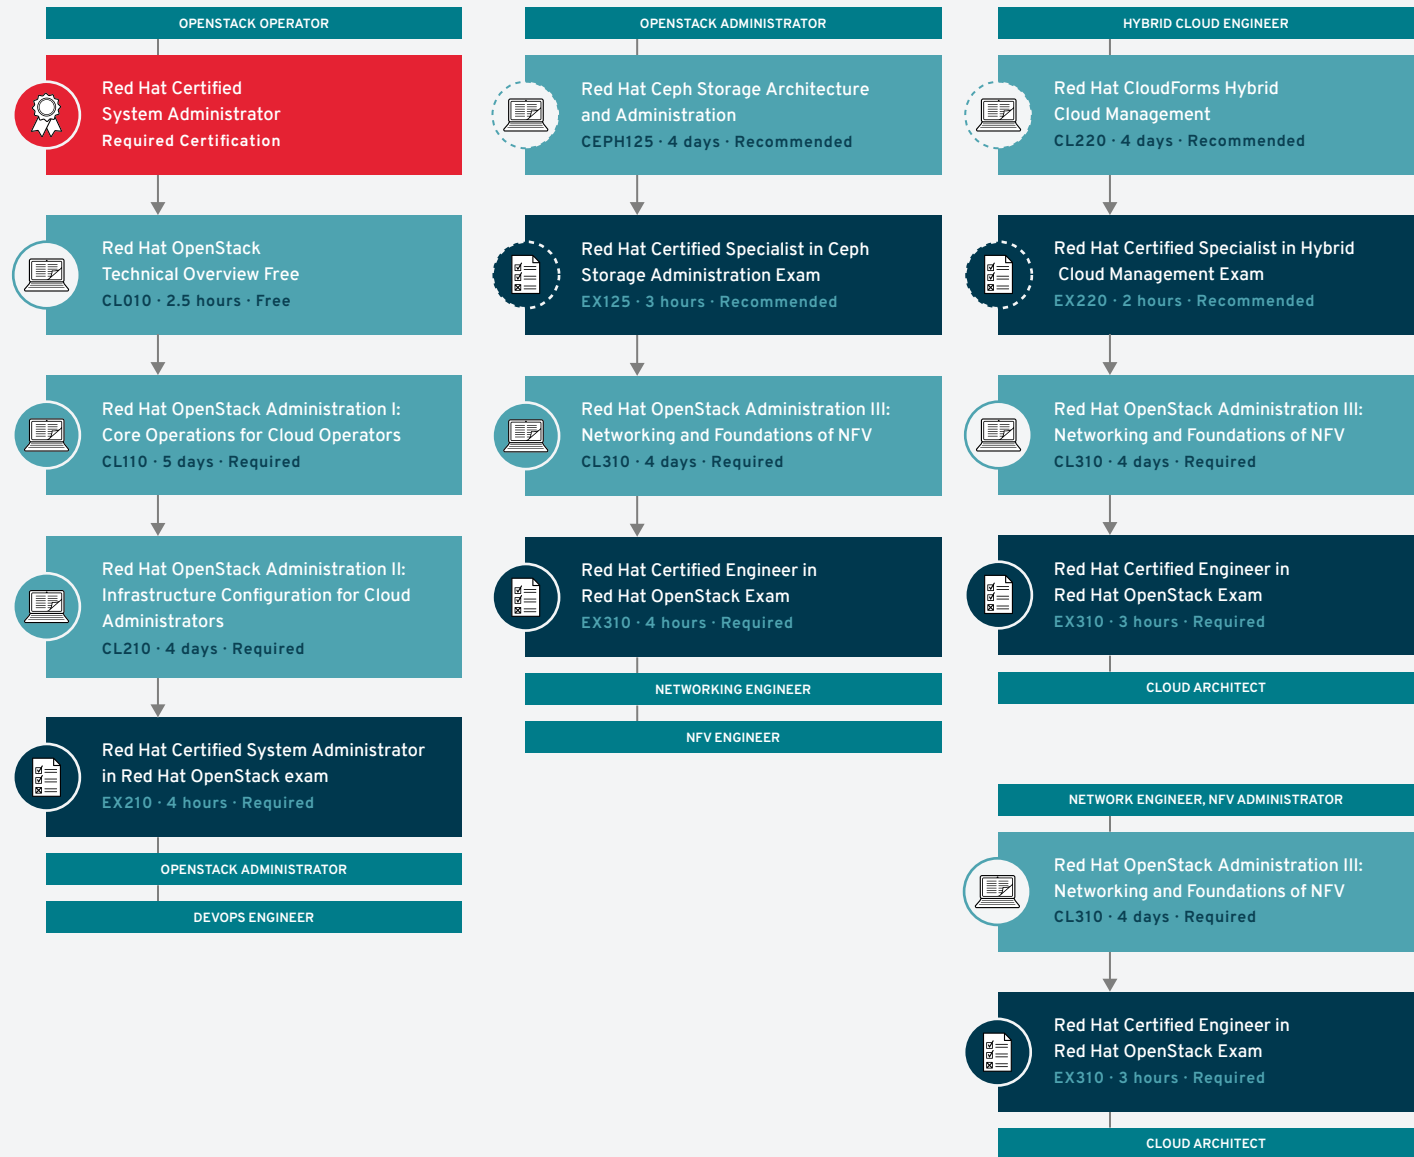 OPENSTACK OPERATOR
Red Hat Certified
System Administrator
Required Certification
Red Hat OpenStack
Technical Overview Free
CL010 · 2.5 hours · Free
Red Hat OpenStack Administration I:
Core Operations for Cloud Operators
CL110 · 5 days · Required
Red Hat OpenStack Administration II:
Infrastructure Configuration for Cloud
Administrators
CL210 · 4 days · Required
Red Hat Certified System Administrator
in Red Hat OpenStack exam
EX210 · 4 hours · Required
OPENSTACK ADMINISTRATOR
DEVOPS ENGINEER
OPENSTACK ADMINISTRATOR
Red Hat Ceph Storage Architecture
and Administration
CEPH125 · 4 days · Recommended
Red Hat Certified Specialist in Ceph
Storage Administration Exam
EX125 · 3 hours · Recommended
Red Hat OpenStack Administration III:
Networking and Foundations of NFV
CL310 · 4 days · Required
Red Hat Certified Engineer in
Red Hat OpenStack Exam
EX310 · 4 hours · Required
NETWORKING ENGINEER
NFV ENGINEER
HYBRID CLOUD ENGINEER
Red Hat CloudForms Hybrid
Cloud Management
CL220 · 4 days · Recommended
Red Hat Certified Specialist in Hybrid
Cloud Management Exam
EX220 · 2 hours · Recommended
Red Hat OpenStack Administration III:
Networking and Foundations of NFV
CL310 · 4 days · Required
Red Hat Certified Engineer in
Red Hat OpenStack Exam
EX310 · 3 hours · Required
CLOUD ARCHITECT
NETWORK ENGINEER, NFV ADMINISTRATOR
Red Hat OpenStack Administration III:
Networking and Foundations of NFV
CL310 · 4 days · Required
Red Hat Certified Engineer in
Red Hat OpenStack Exam
EX310 · 3 hours · Required
CLOUD ARCHITECT